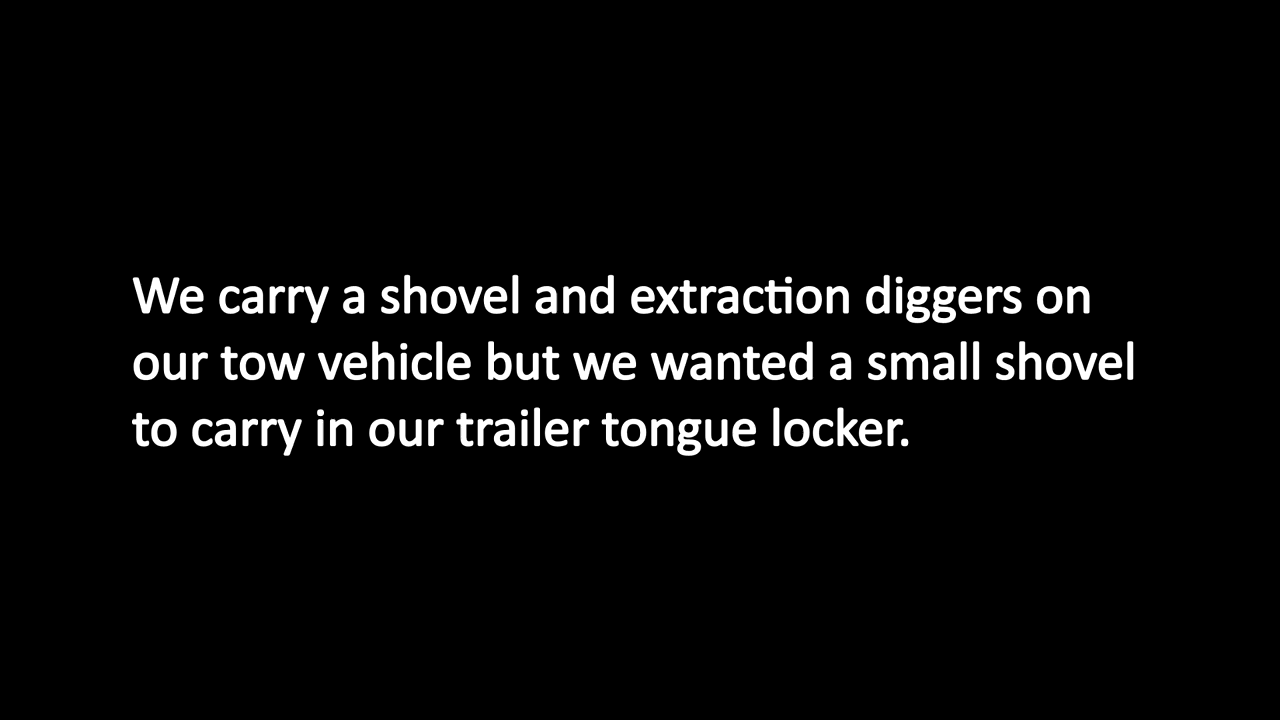 We carry a shovel and extraction diggers on
our tow vehicle but we wanted a small shovel
to carry in our trailer tongue locker.